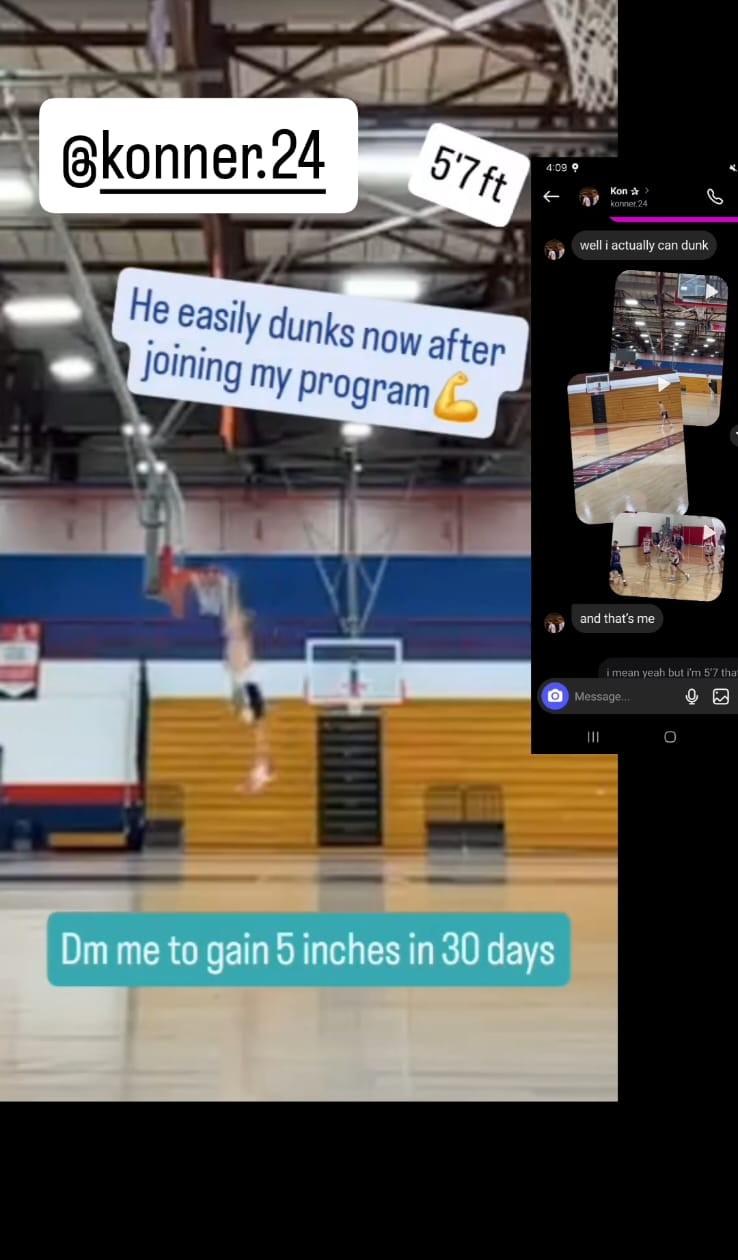 @konner.24
5'7ft
He easily dunks now after
joining my program💪
Dm me to gain 5 inches in 30 days
4:09
Kon ☆ >
konner.24
well i actually can dunk
and that's me
i mean yeah but i'm 5'7 tha
Message...